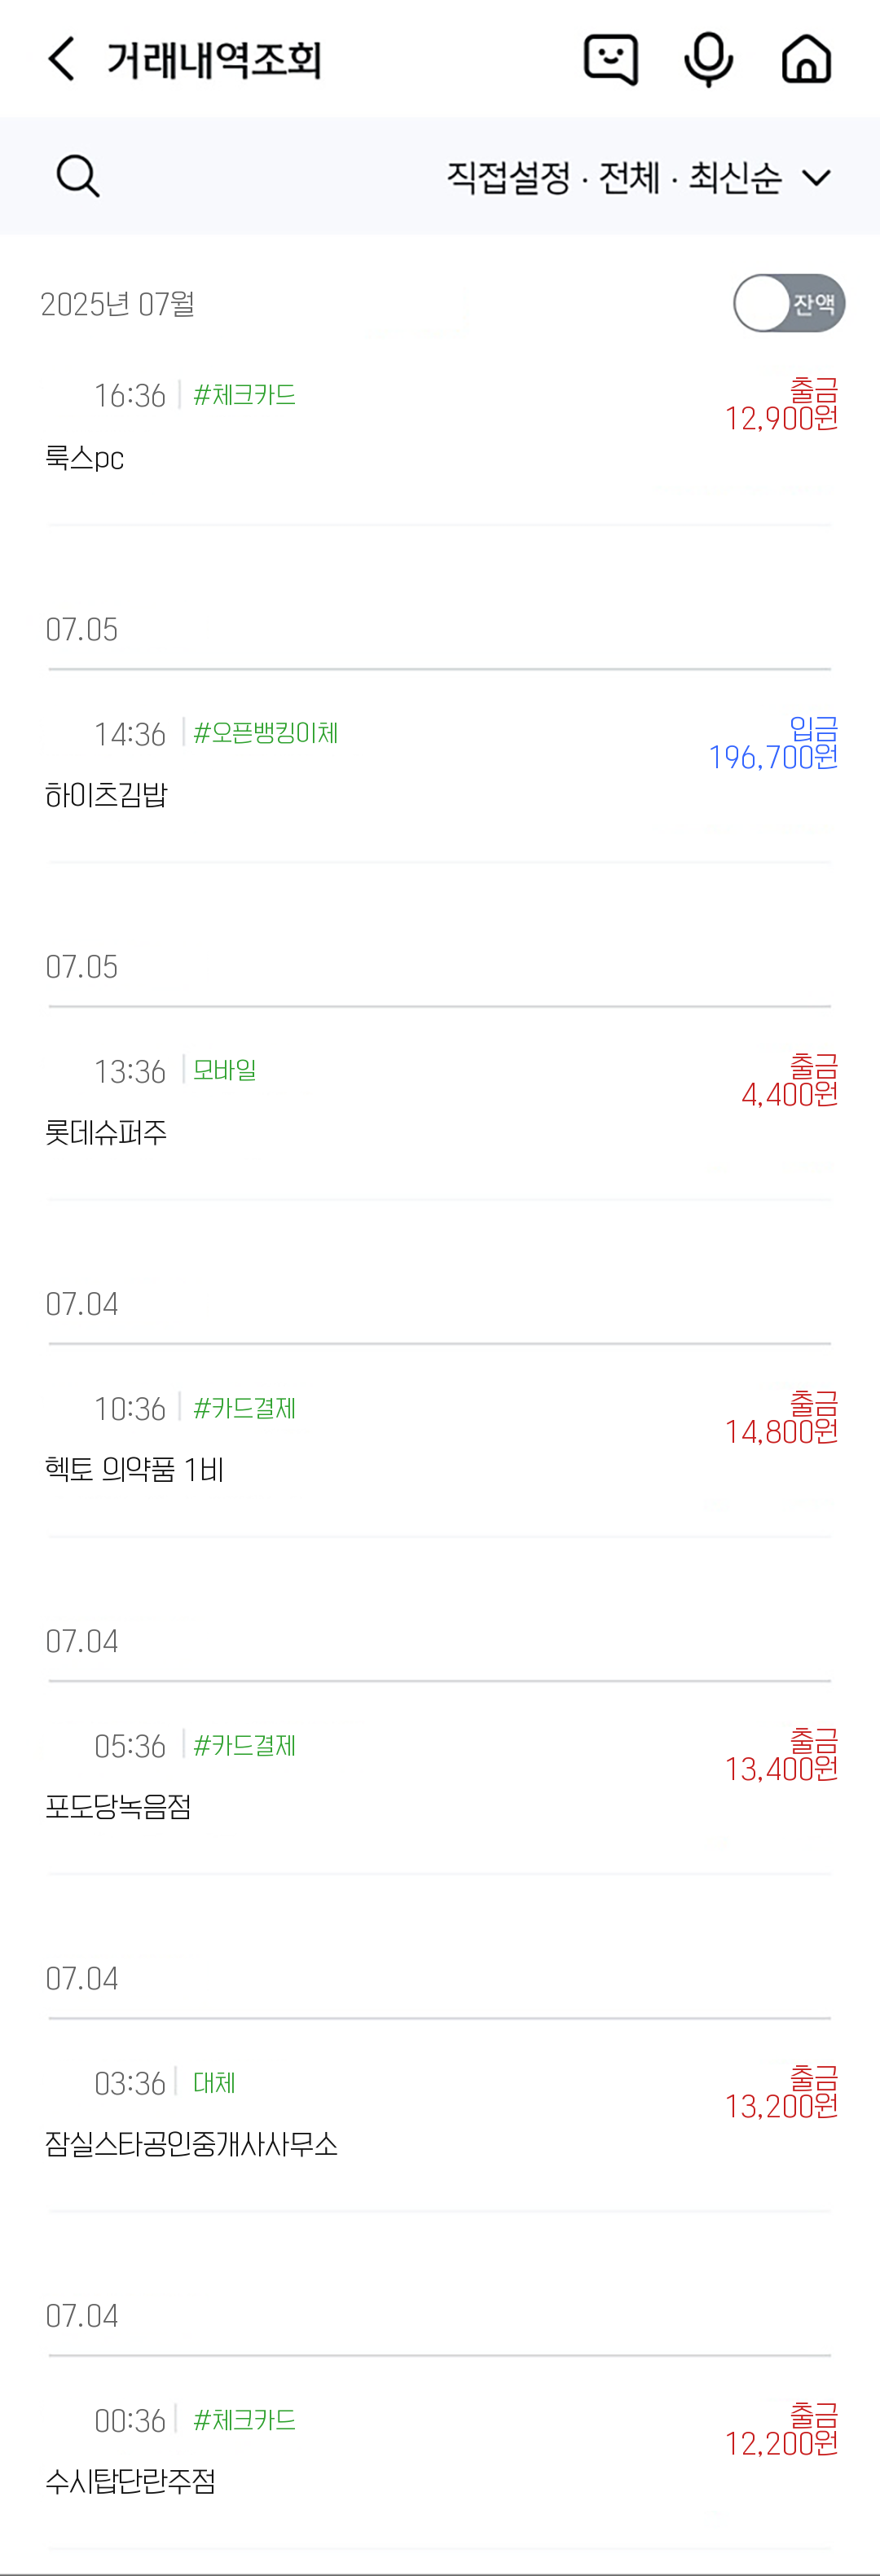 거래내역조회
직접설정 · 전체 · 최신순
2025년 07월
잔액
16:36 #체크카드
출금
12,900원
룩스pc
07.05
14:36 #오픈뱅킹이체
입금
196,700원
하이츠김밥
07.05
13:36 모바일
출금
4,400원
롯데슈퍼주
07.04
10:36 #카드결제
출금
14,800원
헥토 의약품 1비
07.04
05:36 #카드결제
출금
13,400원
포도당녹음점
07.04
03:36 대체
출금
13,200원
잠실스타공인중개사사무소
07.04
00:36 #체크카드
출금
12,200원
수시탑단란주점